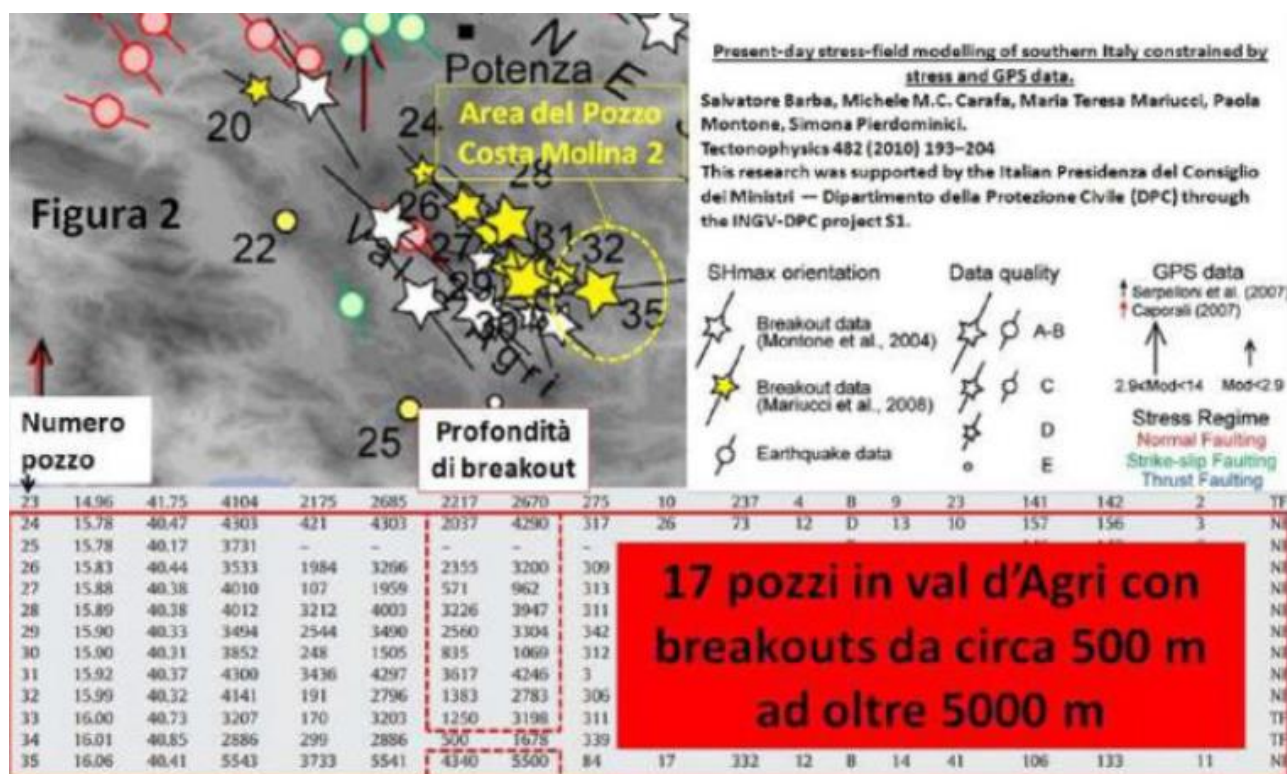 20
Potenza
N
E
Area del Pozzo
Costa Molina 2
24
28
Figura 2
22
26
27
31
32
29
30
35
Val
Agri
25
Numero
pozzo
Profondità
di breakout
Present-day stress-field modelling of southern Italy constrained by
stress and GPS data.
Salvatore Barba, Michele M.C. Carafa, Maria Teresa Mariucci, Paola
Montone, Simona Pierdominici.
Tectonophysics 482 (2010) 193–204
This research was supported by the Italian Presidenza del Consiglio
dei Ministri — Dipartimento della Protezione Civile (DPC) through
the INGV-DPC project S1.
SHmax orientation
Breakout data
(Montone et al., 2004)
Breakout data
(Mariucci et al., 2008)
Earthquake data
Data quality
A-B
C
D
E
GPS data
Serpelloni et al. (2007)
Caporali (2007)
2.9<Mod<14 Mod<2.9
Stress Regime
Normal Faulting
Strike-slip Faulting
Thrust Faulting
23 14.96 41.75 4104 2175 2685 2217 2670 275 10 237 4 B 9 23 141 142 2 TF
24 15.78 40.47 4303 421 4303 2037 4290 317 26 73 12 D 13 10 157 156 3
25 15.78 40.17 3731 – – – – –
26 15.83 40.44 3533 1984 3266 2355 3200 309
27 15.88 40.38 4010 107 1959 571 962 313
28 15.89 40.38 4012 3212 4003 3226 3947 311
29 15.90 40.33 3494 2544 3490 2560 3304 342
30 15.90 40.31 3852 248 1505 835 1069 312
31 15.92 40.37 4300 3436 4297 3617 4246 3
32 15.99 40.32 4141 191 2796 1383 2783 306
33 16.00 40.73 3207 170 3203 1250 3198 311
34 16.01 40.85 2886 299 2886 500 1678 339
35 16.06 40.41 5543 3733 5541 4340 5500 84 17 332 12 B 14 41 106 133 11
17 pozzi in val d'Agri con
breakouts da circa 500 m
ad oltre 5000 m